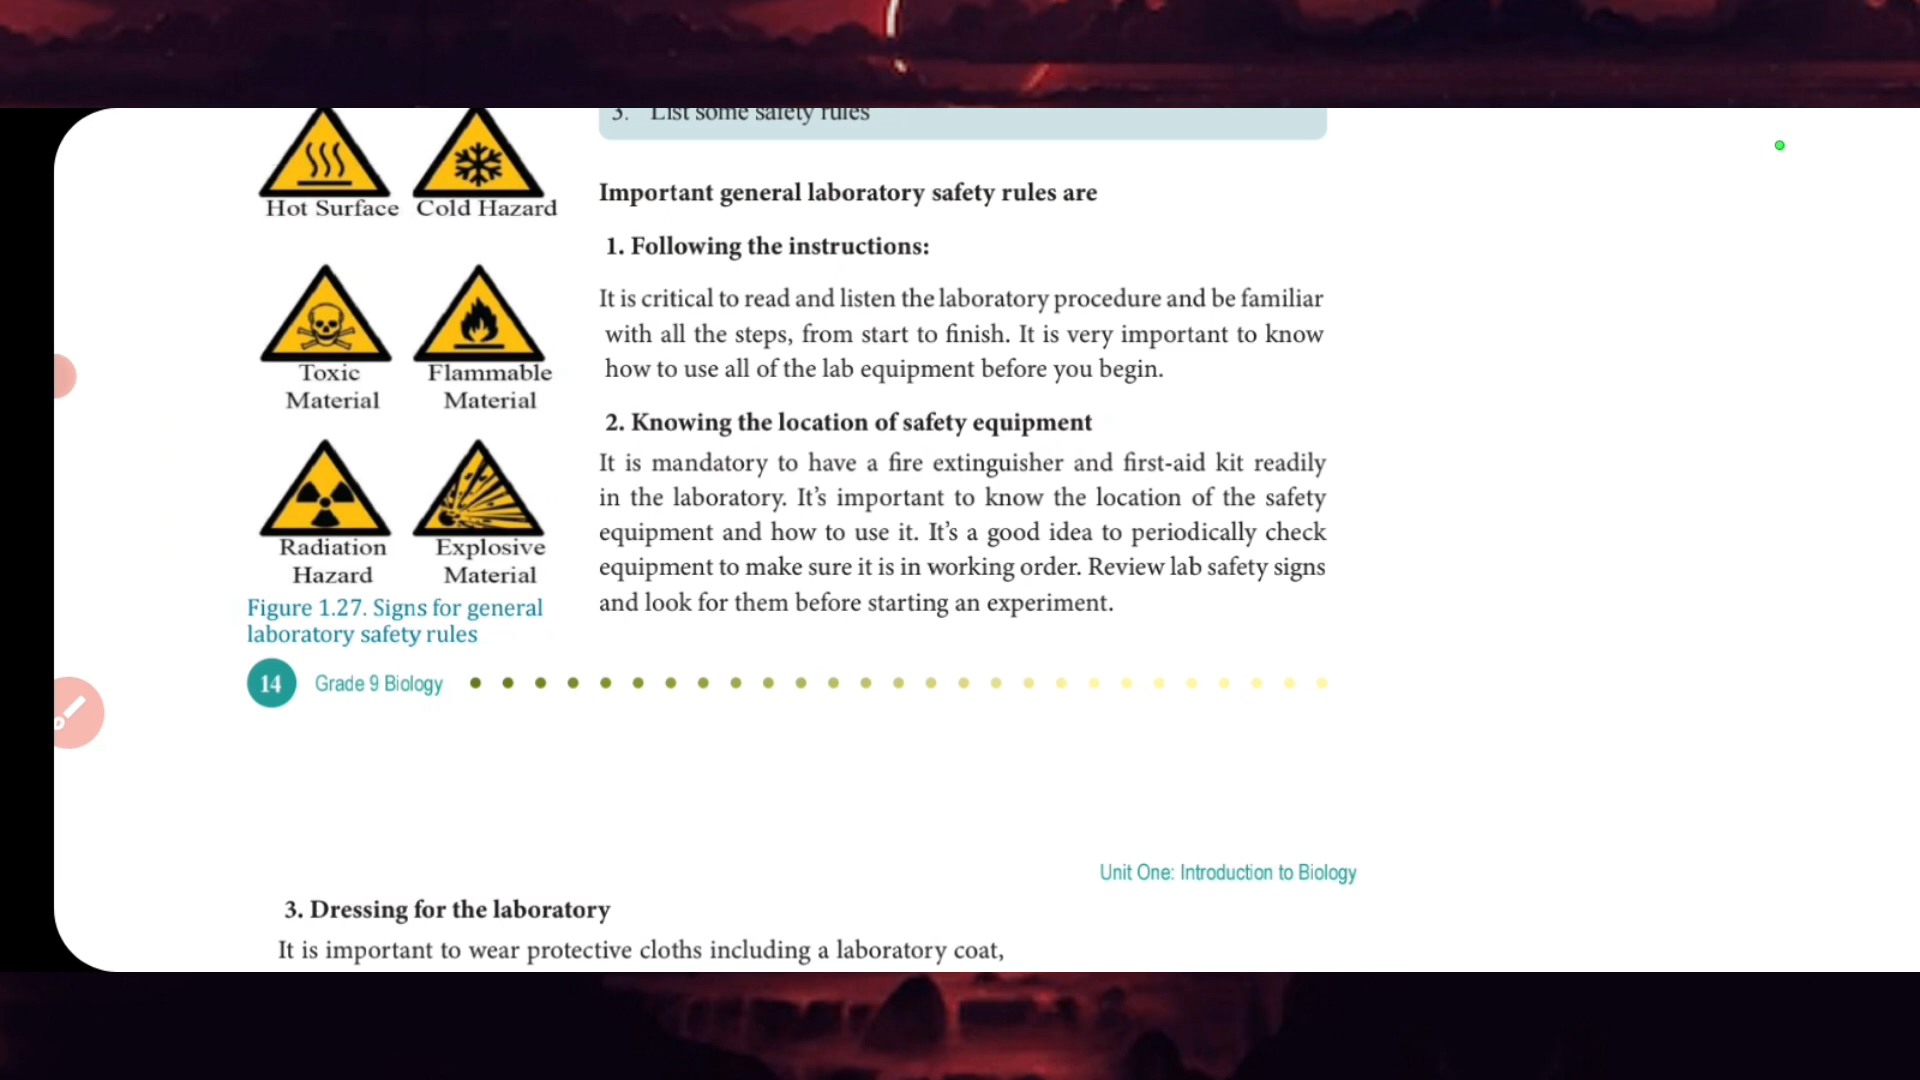 3. List some safety rules
Hot Surface Cold Hazard
Toxic Material
Flammable Material
Radiation Hazard
Explosive Material
Figure 1.27. Signs for general
laboratory safety rules
Important general laboratory safety rules are
1. Following the instructions:
It is critical to read and listen the laboratory procedure and be familiar
with all the steps, from start to finish. It is very important to know
how to use all of the lab equipment before you begin.
2. Knowing the location of safety equipment
It is mandatory to have a fire extinguisher and first-aid kit readily
in the laboratory. It's important to know the location of the safety
equipment and how to use it. It's a good idea to periodically check
equipment to make sure it is in working order. Review lab safety signs
and look for them before starting an experiment.
14 Grade 9 Biology
Unit One: Introduction to Biology
3. Dressing for the laboratory
It is important to wear protective cloths including a laboratory coat,